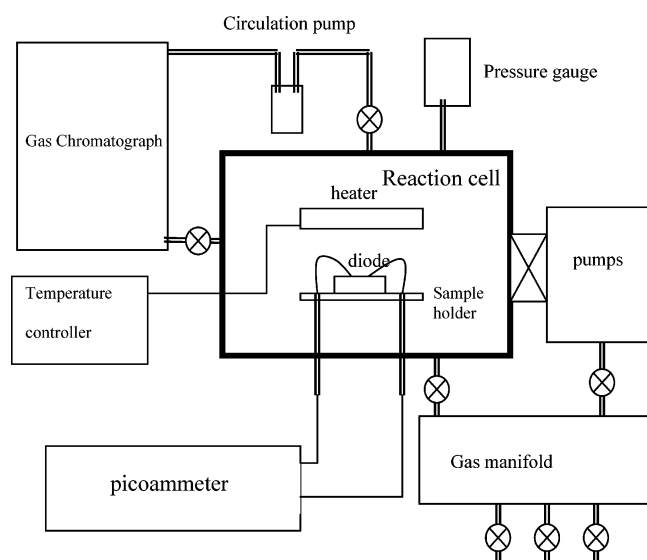 Circulation pump
Pressure gauge
Gas Chromatograph
Reaction cell
heater
diode
pumps
Temperature
controller
Sample
holder
Gas manifold
picoammeter